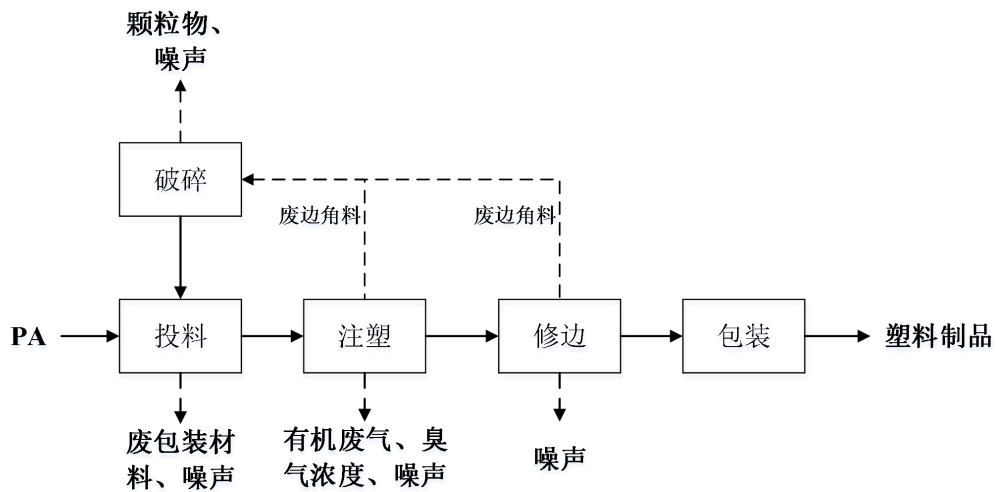 颗粒物、
噪声
破碎
废边角料
废边角料
PA
投料
注塑
修边
包装
塑料制品
废包装材
料、噪声
有机废气、臭
气浓度、噪声
噪声